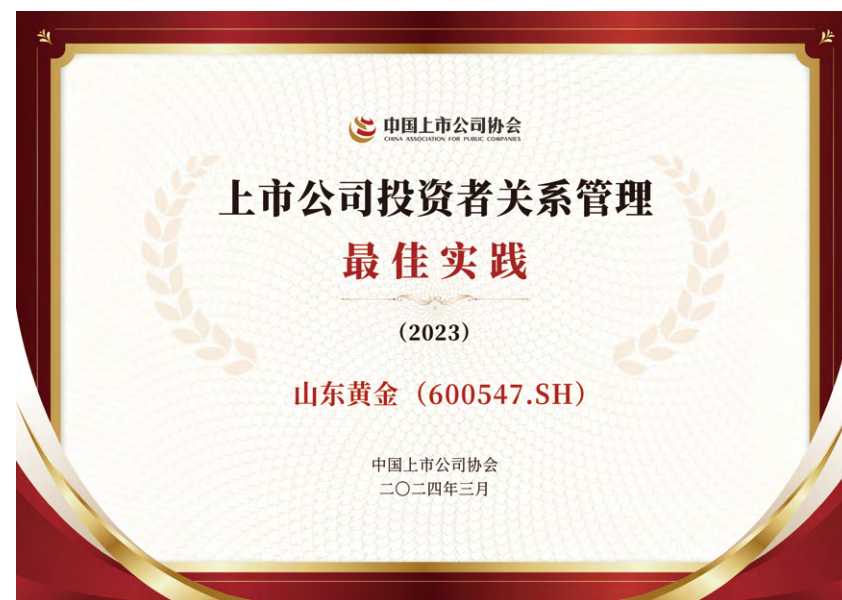 中国上市公司协会
CHINA ASSOCIATION FOR PUBLIC COMPANIES
上市公司投资者关系管理
最佳实践
（2023）
山东黄金（600547.SH）
中国上市公司协会
二〇二四年三月